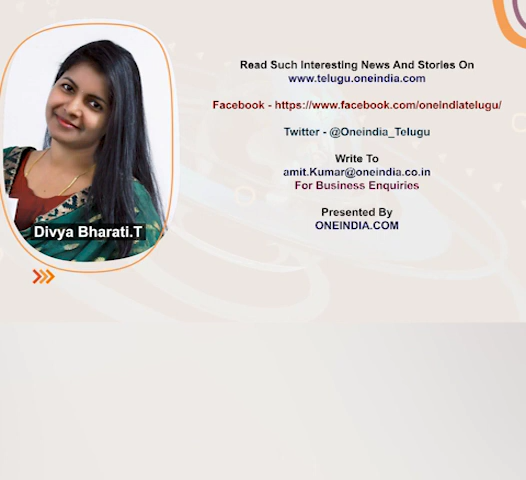 Read Such Interesting News And Stories On
www.telugu.oneindia.com
Facebook - https://www.facebook.com/oneindiatelugu/
Twitter - @Oneindia_Telugu
Write To
amit.Kumar@oneindia.co.in
For Business Enquiries
Presented By
ONEINDIA.COM
Divya Bharati.T